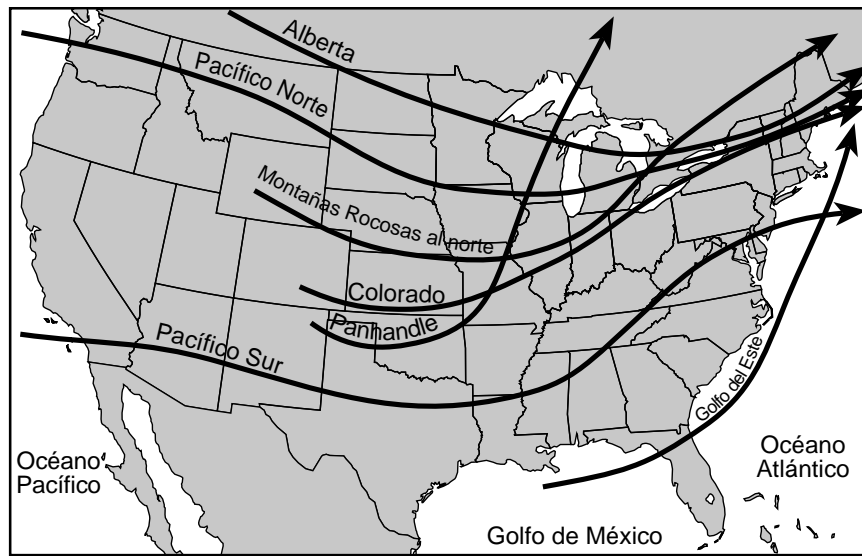 Alberta
Pacífico Norte
Montañas Rocosas al norte
Colorado
Panhandle
Pacífico Sur
Golfo del Este
Océano
Pacífico
Océano
Atlántico
Golfo de México